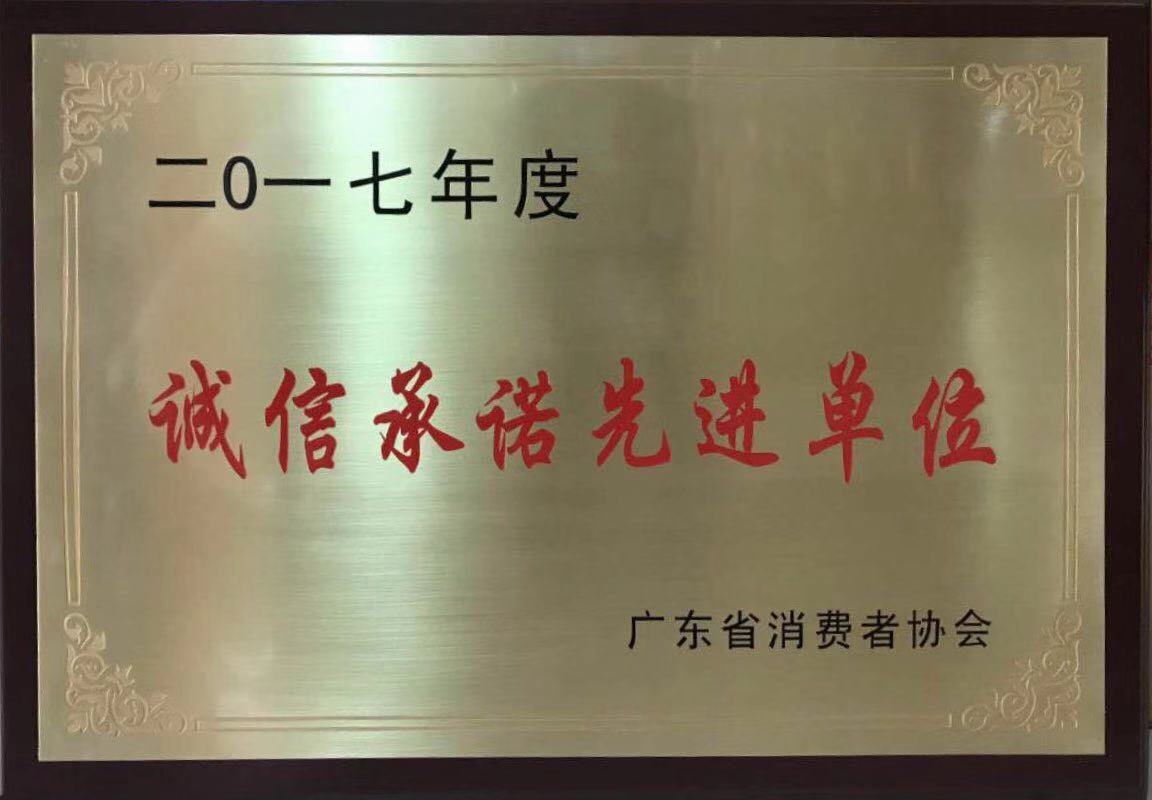 二0一七年度
诚信承诺先进单位
广东省消费者协会